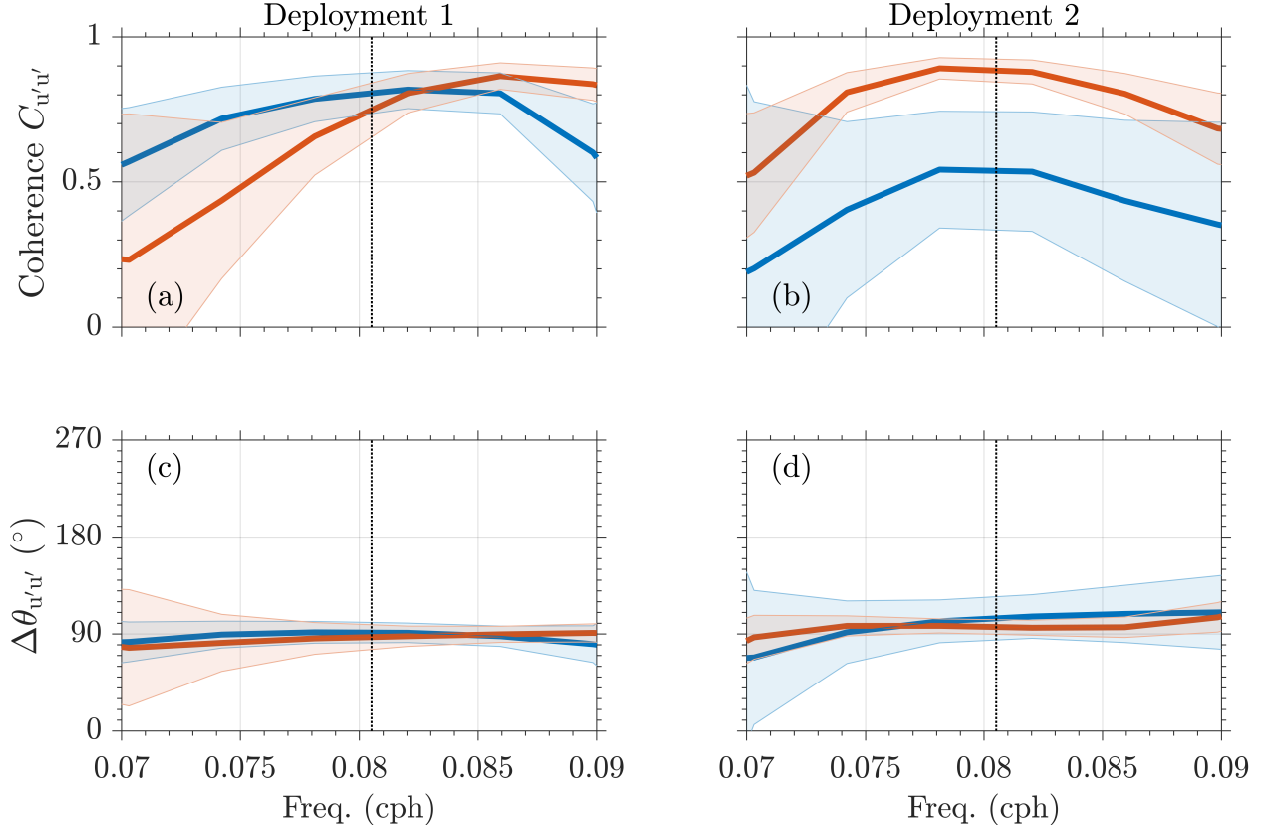 Deployment 1
Deployment 2
Coherence C_{u'u'}
1
0.5
0
(a)
(b)
Δθ_{u'u'} (°)
270
180
90
0
(c)
(d)
0.07 0.075 0.08 0.085 0.09
0.07 0.075 0.08 0.085 0.09
Freq. (cph)
Freq. (cph)